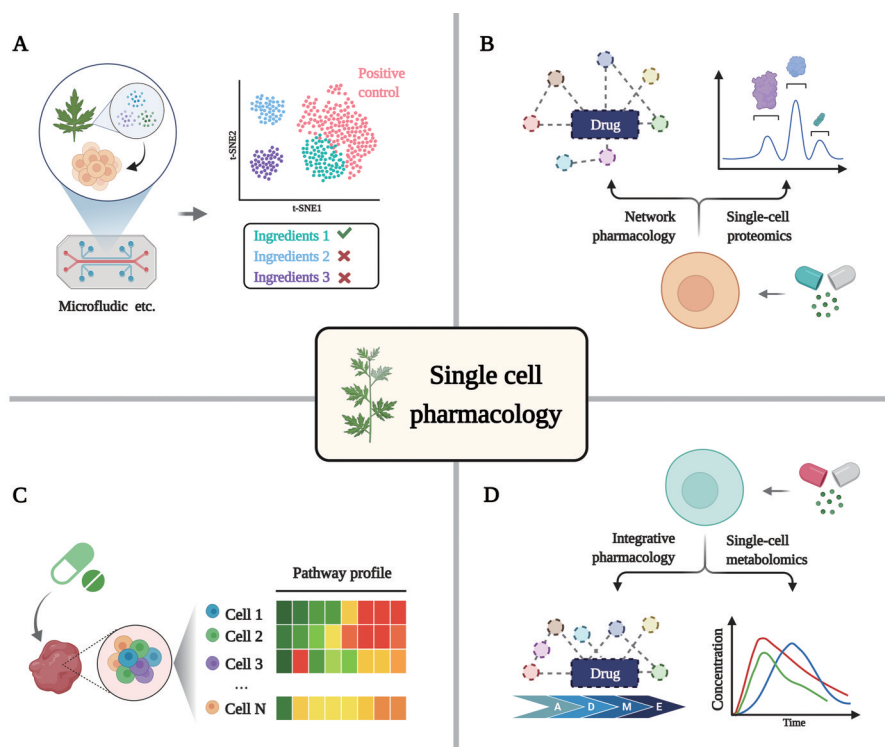 A
Positive
control
t-SNE2
t-SNE1
Ingredients 1
Ingredients 2
Ingredients 3
Microfludic etc.
B
Drug
Network
pharmacology
Single-cell
proteomics
Single cell
pharmacology
C
Pathway profile
Cell 1
Cell 2
Cell 3
...
Cell N
D
Integrative
pharmacology
Single-cell
metabolomics
Drug
A D M E
Concentration
Time